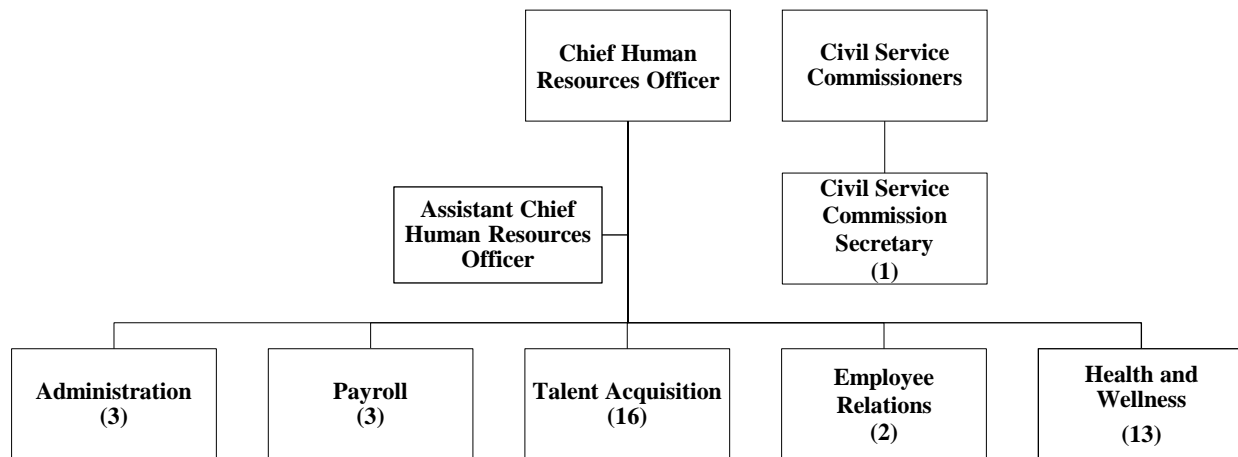 Chief Human
Resources Officer
Civil Service
Commissioners
Assistant Chief
Human Resources
Officer
Civil Service
Commission
Secretary
(1)
Administration
(3)
Payroll
(3)
Talent Acquisition
(16)
Employee
Relations
(2)
Health and
Wellness
(13)